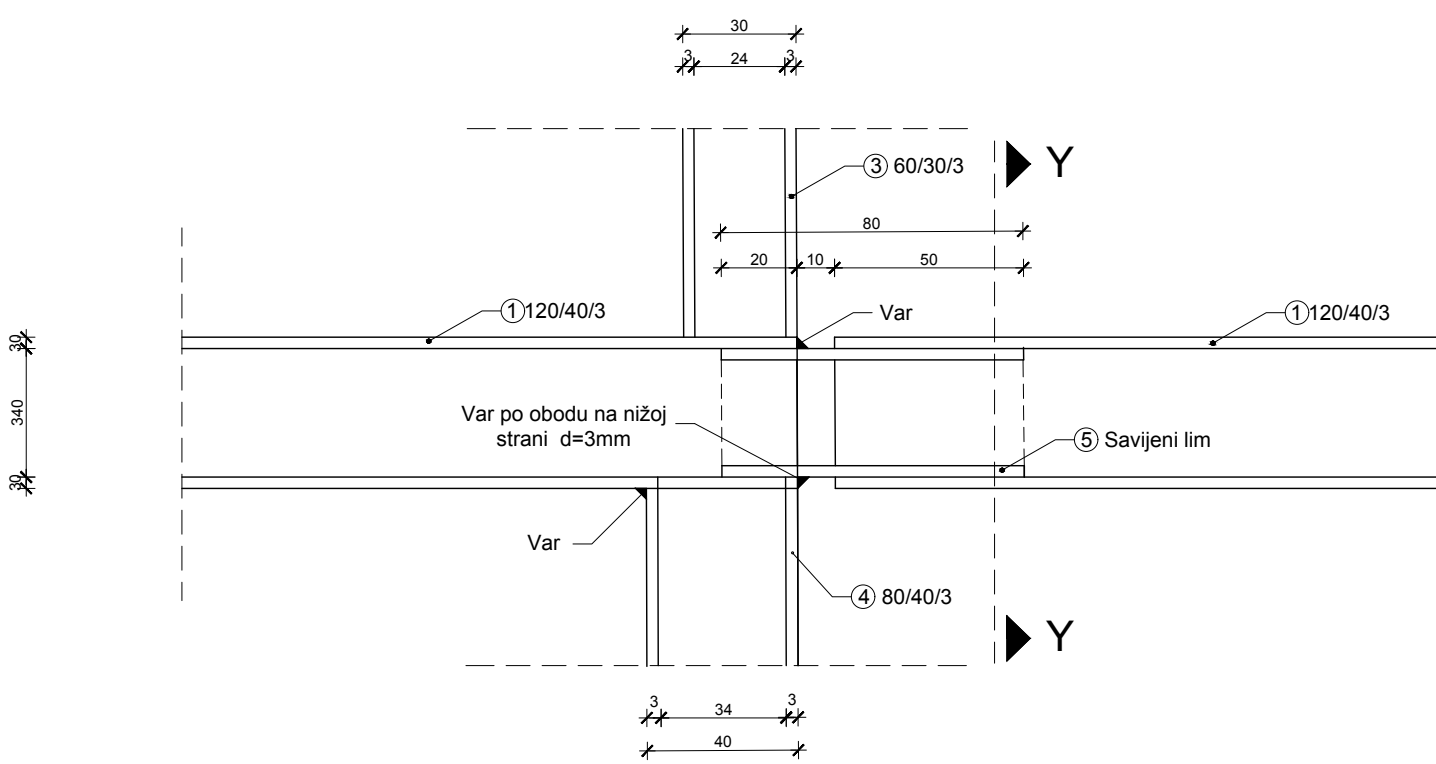 30
3 24 3
③ 60/30/3
Y
80
20 10 50
① 120/40/3
Var
① 120/40/3
30
340
30
Var po obodu na nižoj
strani d=3mm
⑤ Savijeni lim
Var
④ 80/40/3
Y
3 34 3
40